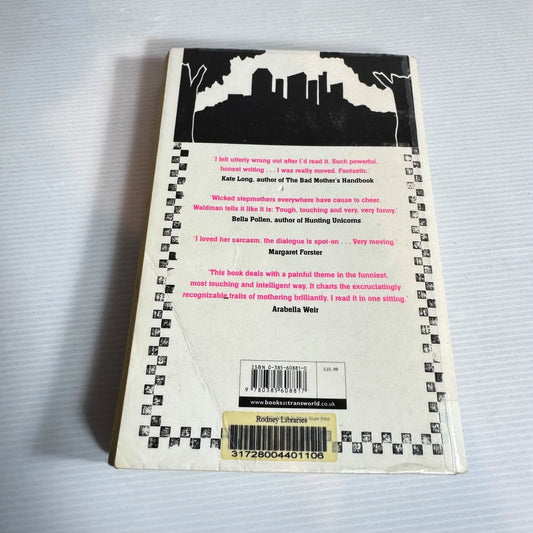 'I felt utterly wrung out after I'd read it. Such powerful,
honest writing . . . I was really moved. Fantastic.'
Kate Long, author of The Bad Mother's Handbook
'Wicked stepmothers everywhere have cause to cheer.
Waldman tells it like it is: Tough, touching and very, very funny.'
Bella Pollen, author of Hunting Unicorns
'I loved her sarcasm, the dialogue is spot-on . . . Very moving.'
Margaret Forster
'This book deals with a painful theme in the funniest,
most touching and intelligent way. It charts the excruciatingly
recognizable traits of mothering brilliantly. I read it in one sitting.'
Arabella Weir
ISBN 0-385-60881-0
£10.99
9 780385 608817
www.booksattransworld.co.uk
Rodney Libraries
31728004401106